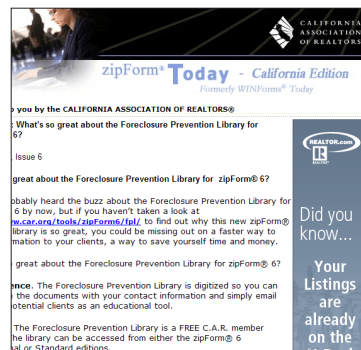 CALIFORNIA
ASSOCIATION
OF REALTORS
zipForm® Today - California Edition
Formerly WINForms® Today
you by the CALIFORNIA ASSOCIATION OF REALTORS®
: What's so great about the Foreclosure Prevention Library for
6?
Issue 6
great about the Foreclosure Prevention Library for zipForm® 6?
obably heard the buzz about the Foreclosure Prevention Library for
6 by now, but if you haven't taken a look at
w.car.org/tools/zipForm6/fpl/ to find out why this new zipForm®
library is so great, you could be missing out on a faster way to
rmation to your clients, a way to save yourself time and money.
great about the Foreclosure Prevention Library for zipForm® 6?
ence. The Foreclosure Prevention Library is digitized so you can
the documents with your contact information and simply email
otential clients as an educational tool.
The Foreclosure Prevention Library is a FREE C.A.R. member
he library can be accessed from either the zipForm® 6
nal or Standard editions.
REALTOR.com
REALTOR
Did you
know...
Your
Listings
are
already
on the